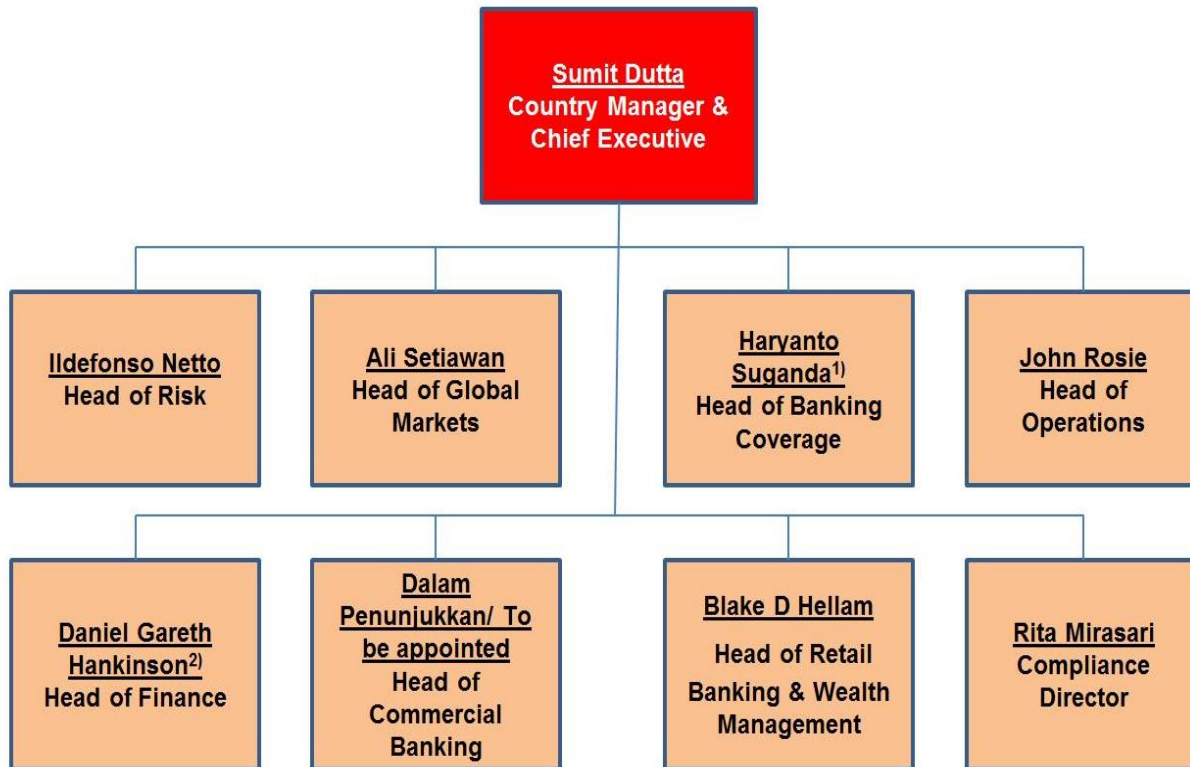 Sumit Dutta
Country Manager &
Chief Executive
Ildefonso Netto
Head of Risk
Ali Setiawan
Head of Global
Markets
Haryanto
Suganda¹⁾
Head of Banking
Coverage
John Rosie
Head of
Operations
Daniel Gareth
Hankinson²⁾
Head of Finance
Dalam
Penunjukkan/ To
be appointed
Head of
Commercial
Banking
Blake D Hellam
Head of Retail
Banking & Wealth
Management
Rita Mirasari
Compliance
Director